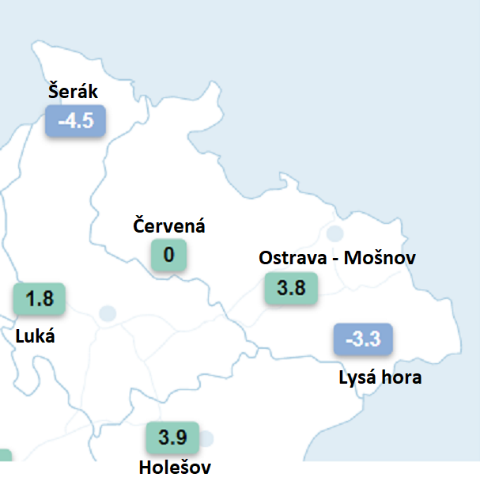 Šerák
-4.5
Červená
0
Ostrava - Mošnov
3.8
1.8
Luká
-3.3
Lysá hora
3.9
Holešov